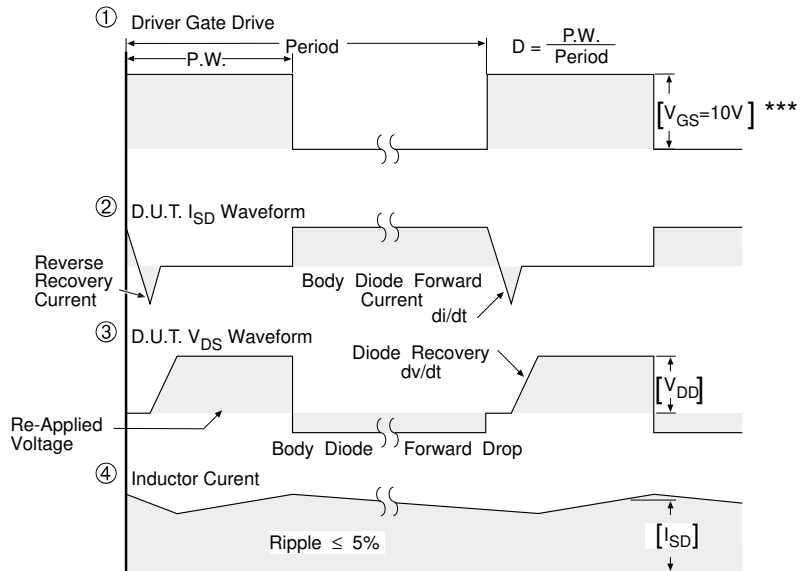 ① Driver Gate Drive
P.W.
Period
D = P.W. / Period
[VGS=10V] ***
② D.U.T. ISD Waveform
Reverse
Recovery
Current
Body Diode Forward
Current
di/dt
③ D.U.T. VDS Waveform
Diode Recovery
dv/dt
[VDD]
Re-Applied
Voltage
Body Diode Forward Drop
④ Inductor Curent
Ripple ≤ 5%
[ISD]